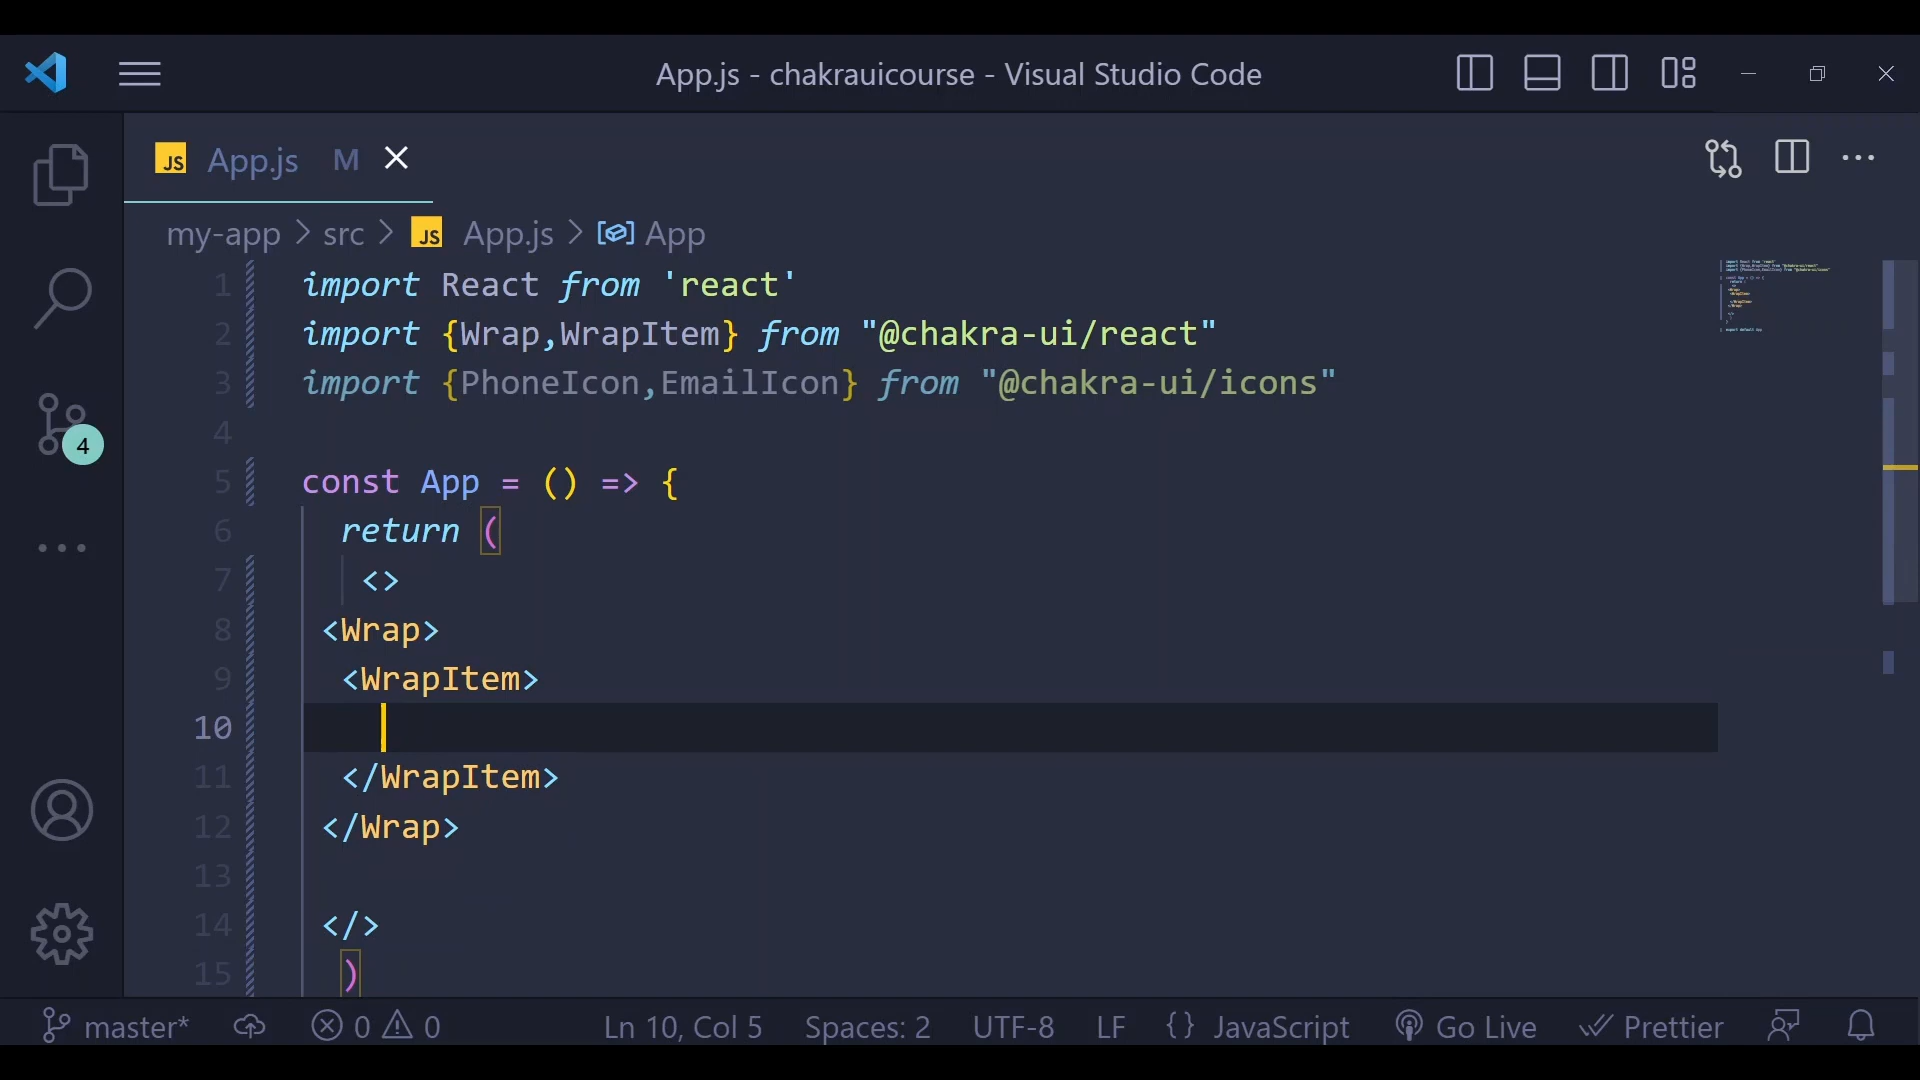 App.js - chakrauicourse - Visual Studio Code
JS App.js M
my-app > src > JS App.js > App
1 import React from 'react'
2 import {Wrap,WrapItem} from "@chakra-ui/react"
3 import {PhoneIcon,EmailIcon} from "@chakra-ui/icons"
4
5 const App = () => {
6 return (
7 <>
8 <Wrap>
9 <WrapItem>
10
11 </WrapItem>
12 </Wrap>
13
14 </>
15 )
4
master* 0 0 Ln 10, Col 5 Spaces: 2 UTF-8 LF {} JavaScript Go Live Prettier